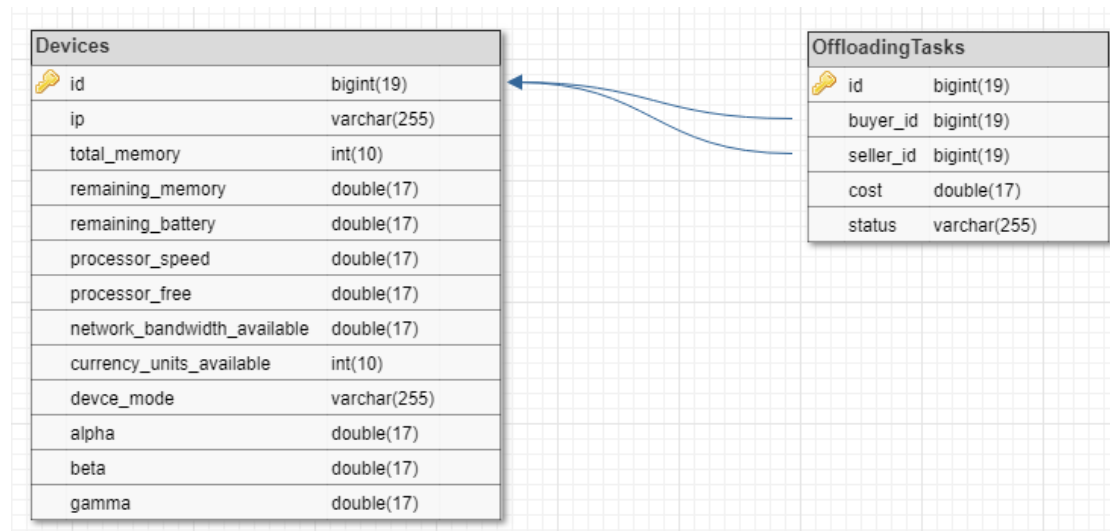 Devices
id bigint(19)
ip varchar(255)
total_memory int(10)
remaining_memory double(17)
remaining_battery double(17)
processor_speed double(17)
processor_free double(17)
network_bandwidth_available double(17)
currency_units_available int(10)
devce_mode varchar(255)
alpha double(17)
beta double(17)
gamma double(17)
OffloadingTasks
id bigint(19)
buyer_id bigint(19)
seller_id bigint(19)
cost double(17)
status varchar(255)